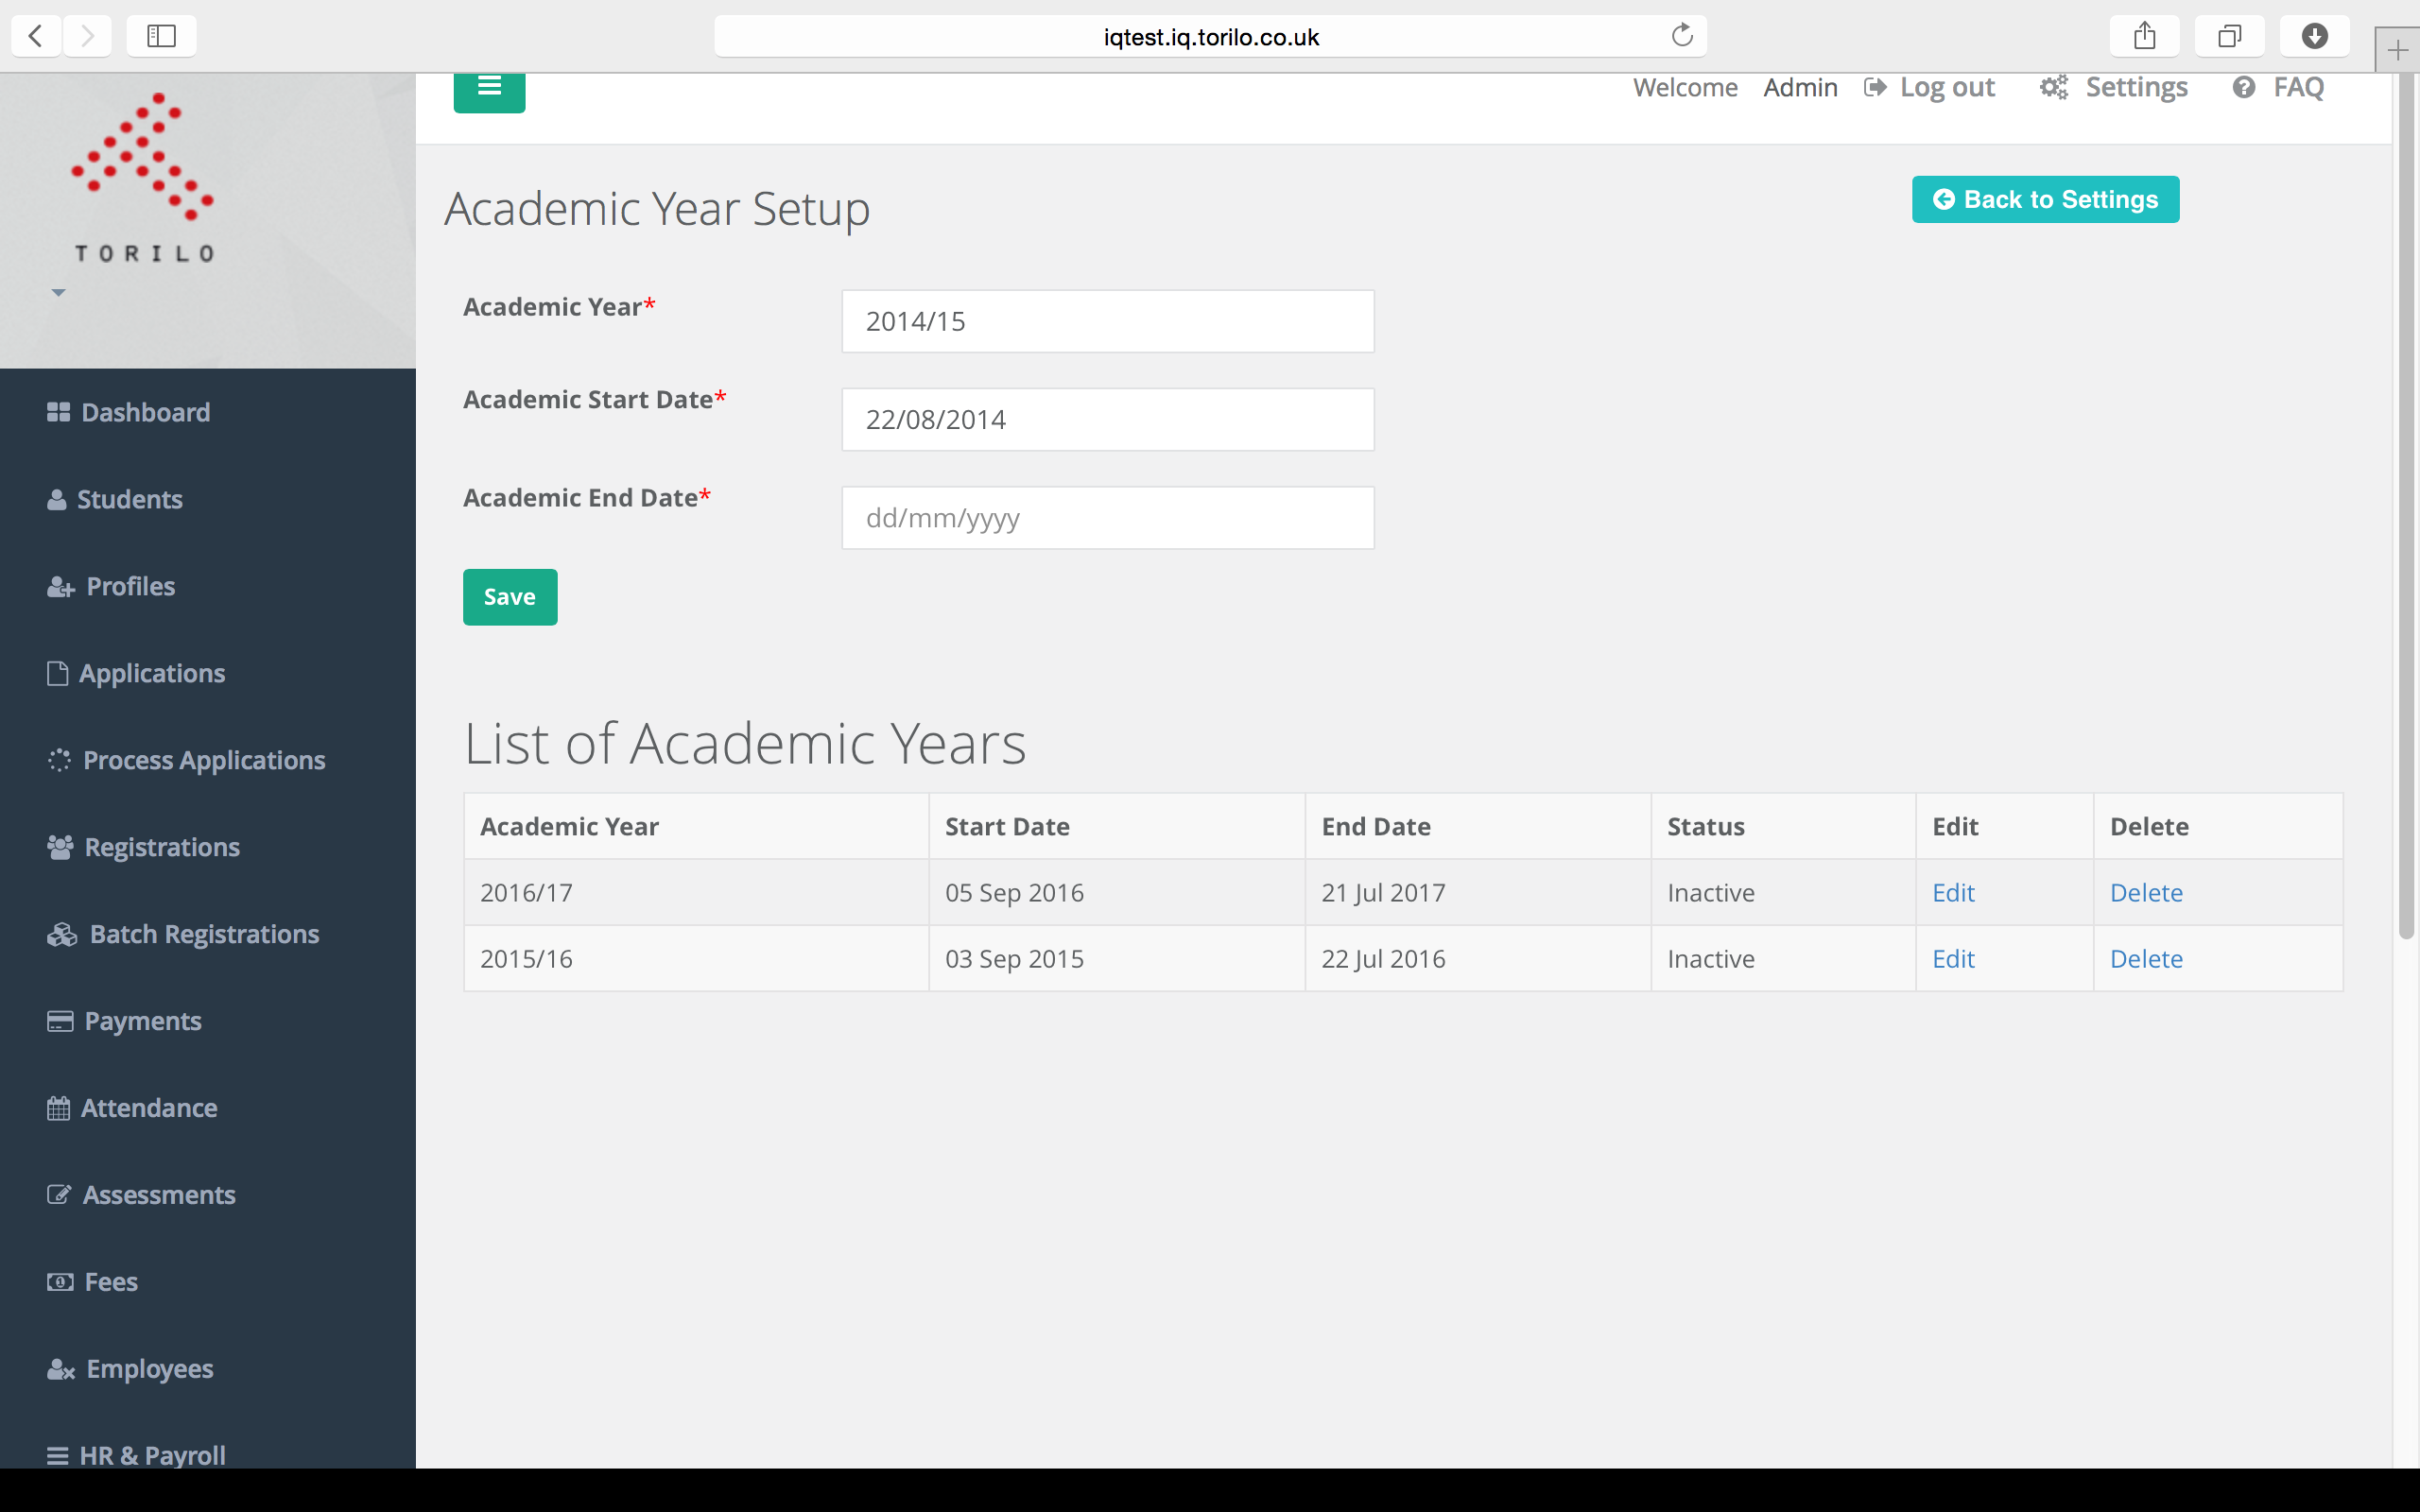 iqtest.iq.torilo.co.uk
Welcome Admin Log out Settings FAQ
TORILO
Academic Year Setup
Back to Settings
Academic Year*
2014/15
Academic Start Date*
22/08/2014
Academic End Date*
dd/mm/yyyy
Save
Dashboard
Students
Profiles
Applications
Process Applications
Registrations
Batch Registrations
Payments
Attendance
Assessments
Fees
Employees
HR & Payroll
List of Academic Years
Academic Year Start Date End Date Status Edit Delete
2016/17 05 Sep 2016 21 Jul 2017 Inactive Edit Delete
2015/16 03 Sep 2015 22 Jul 2016 Inactive Edit Delete